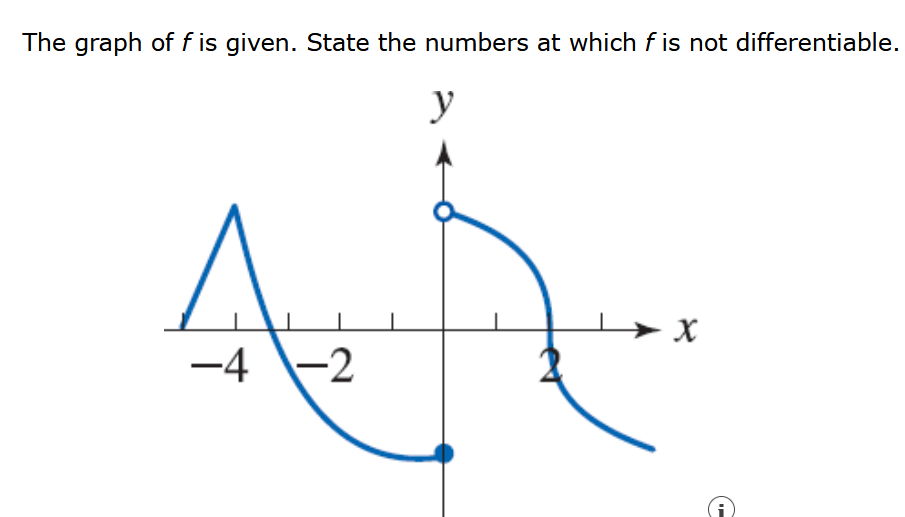 The graph of f is given. State the numbers at which f is not differentiable.
y
x
−4 −2 2
i